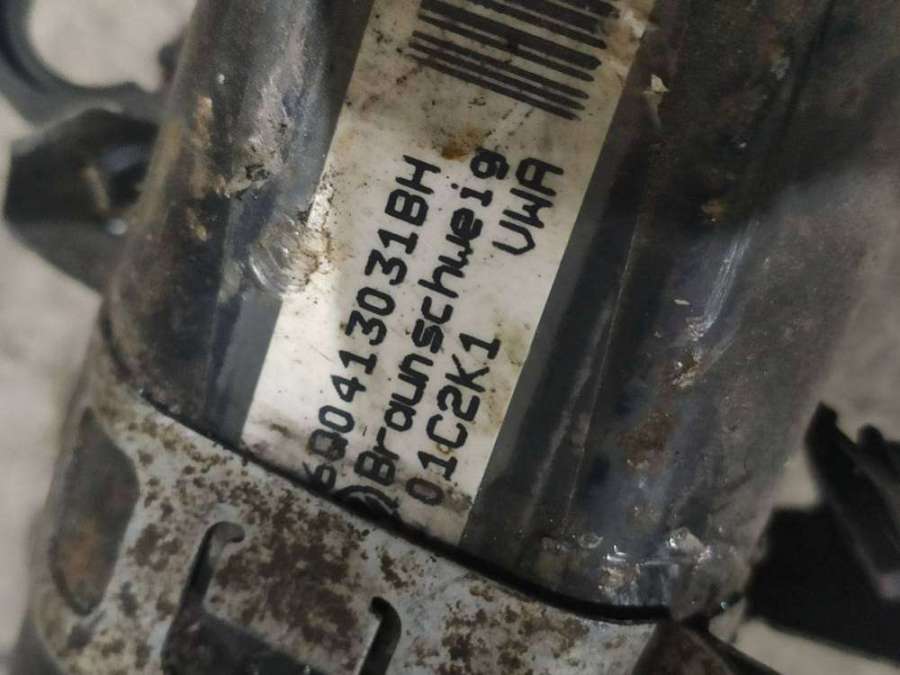 6Q0413031BH
Braunschweig
01C2K1 VWA